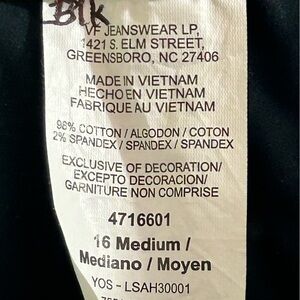 Blk
VF JEANSWEAR LP,
1421 S. ELM STREET,
GREENSBORO, NC 27406
MADE IN VIETNAM
HECHO EN VIETNAM
FABRIQUE AU VIETNAM
98% COTTON / ALGODON / COTON
2% SPANDEX / SPANDEX / SPANDEX
EXCLUSIVE OF DECORATION/
EXCEPTO DECORACION/
GARNITURE NON COMPRISE
4716601
16 Medium /
Mediano / Moyen
YOS - LSAH30001